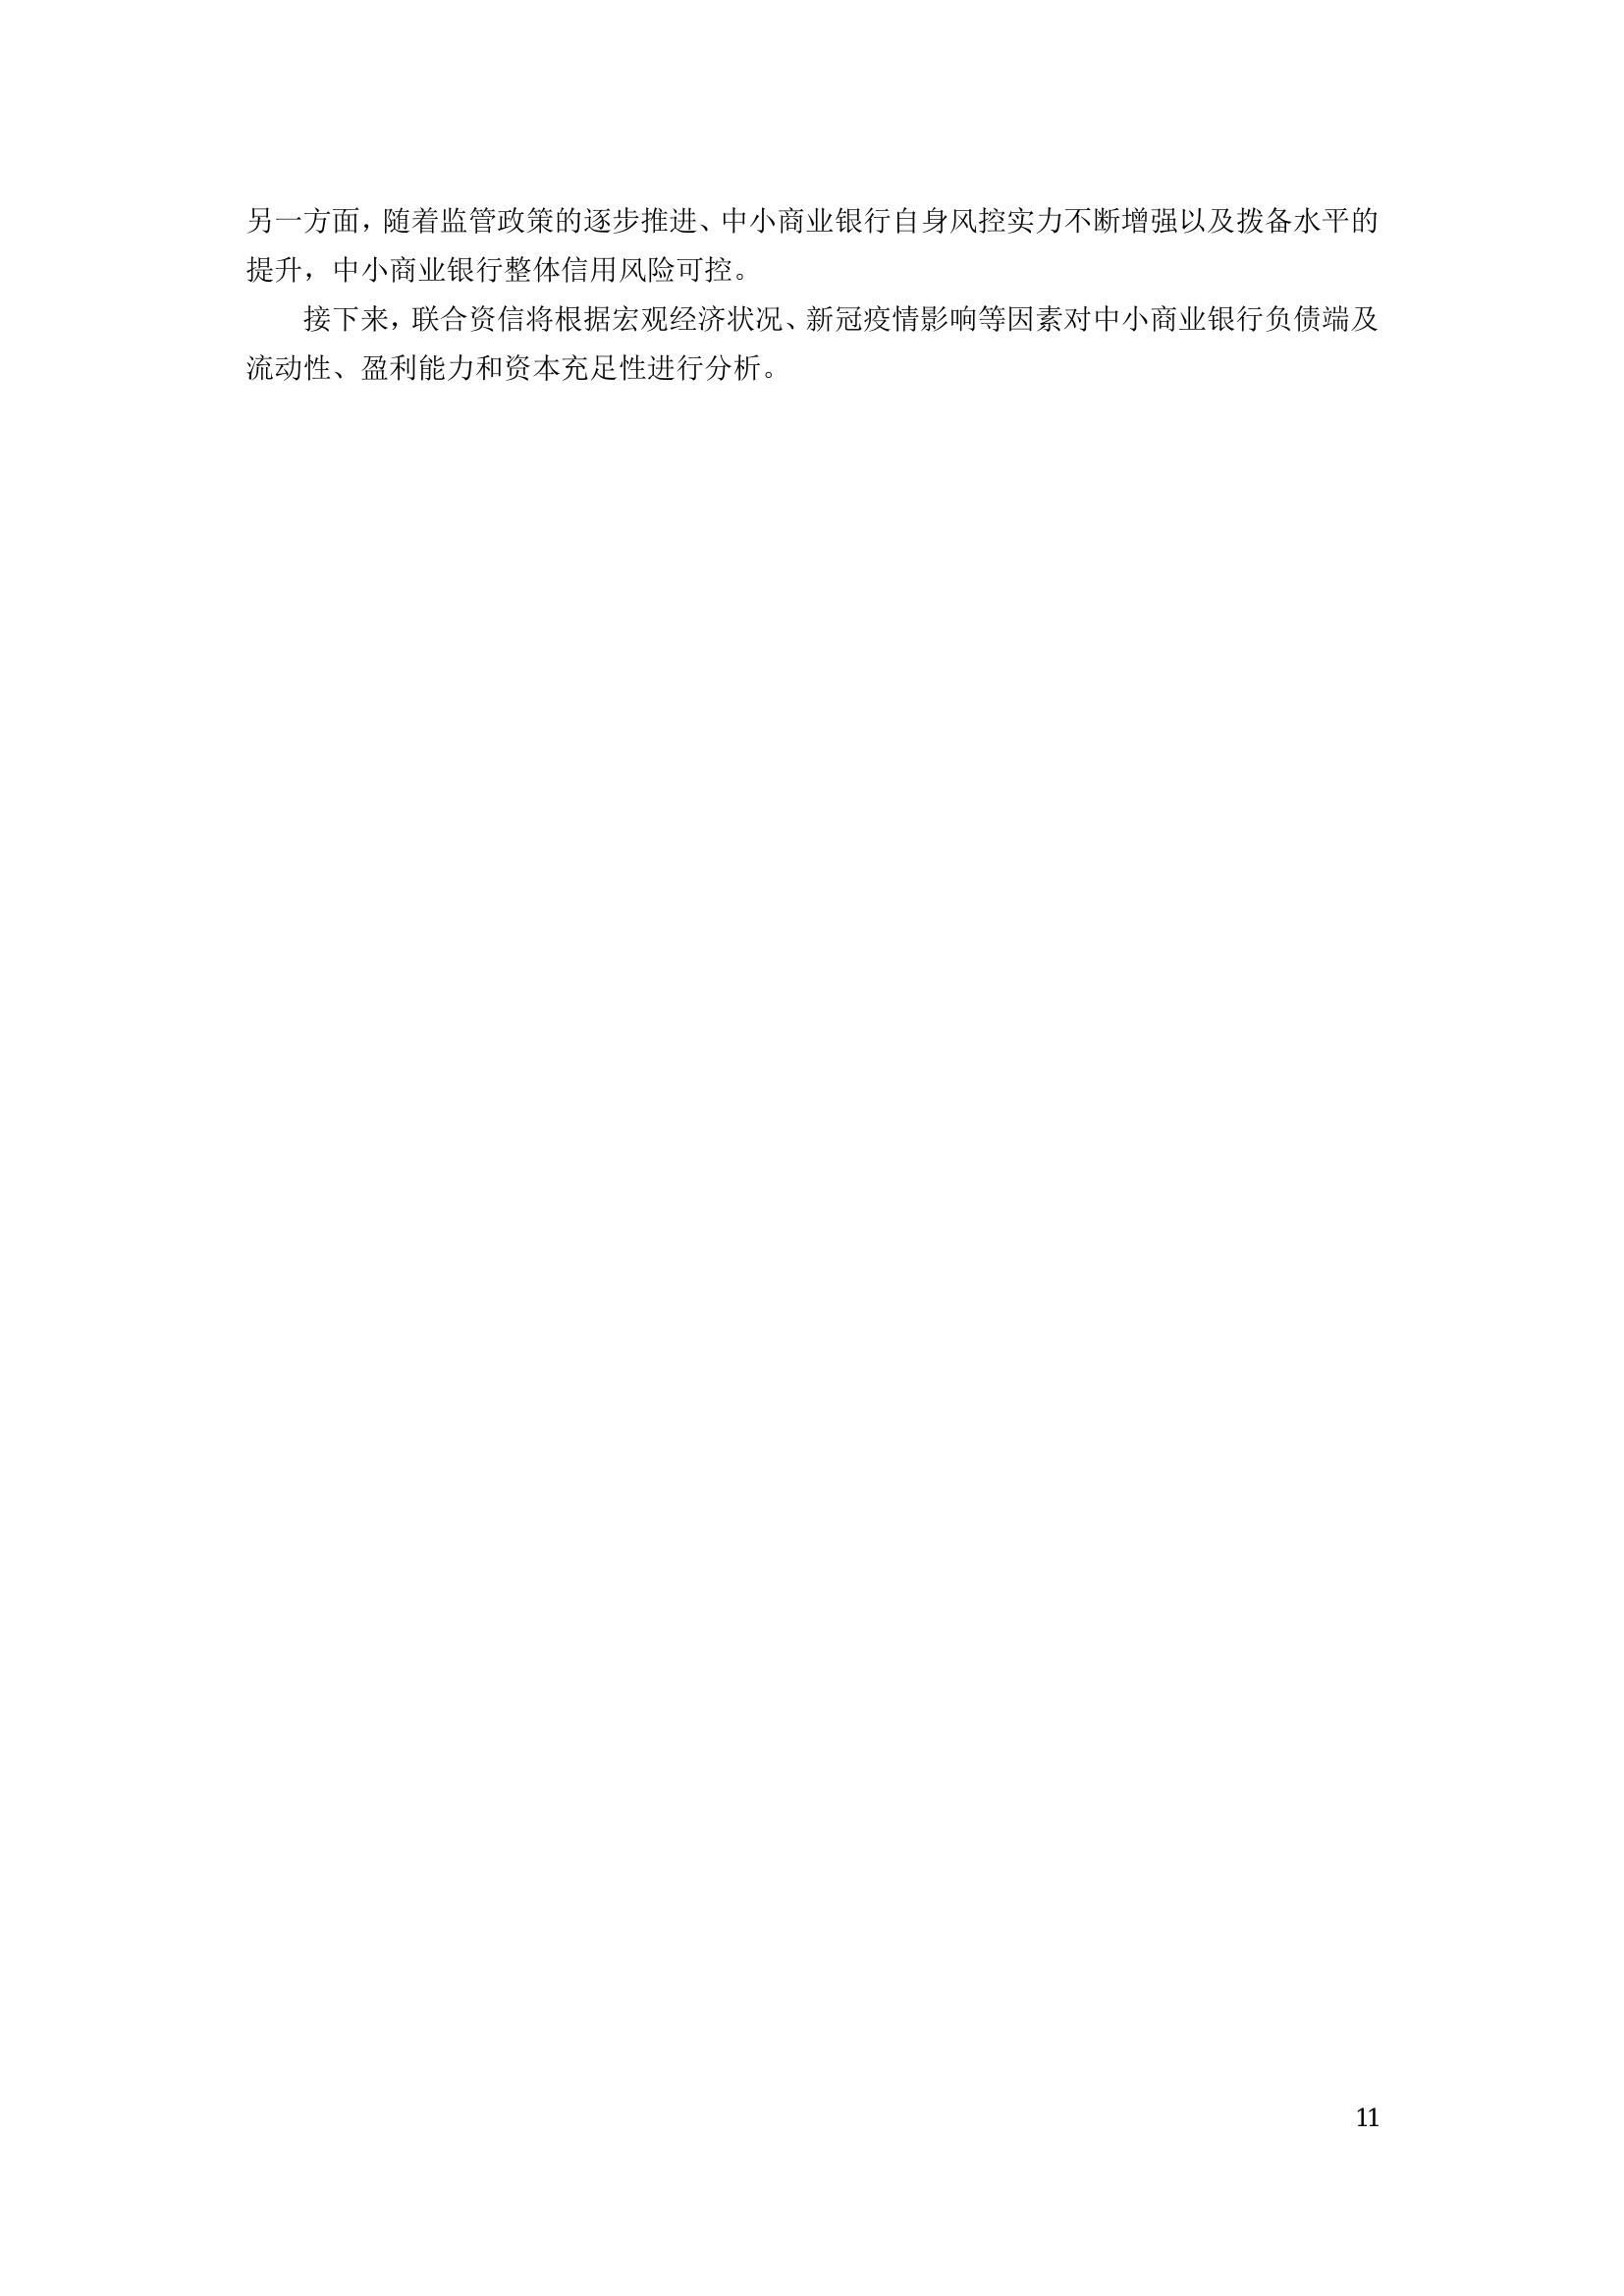 另一方面，随着监管政策的逐步推进、中小商业银行自身风控实力不断增强以及拨备水平的
提升，中小商业银行整体信用风险可控。
接下来，联合资信将根据宏观经济状况、新冠疫情影响等因素对中小商业银行负债端及
流动性、盈利能力和资本充足性进行分析。
11